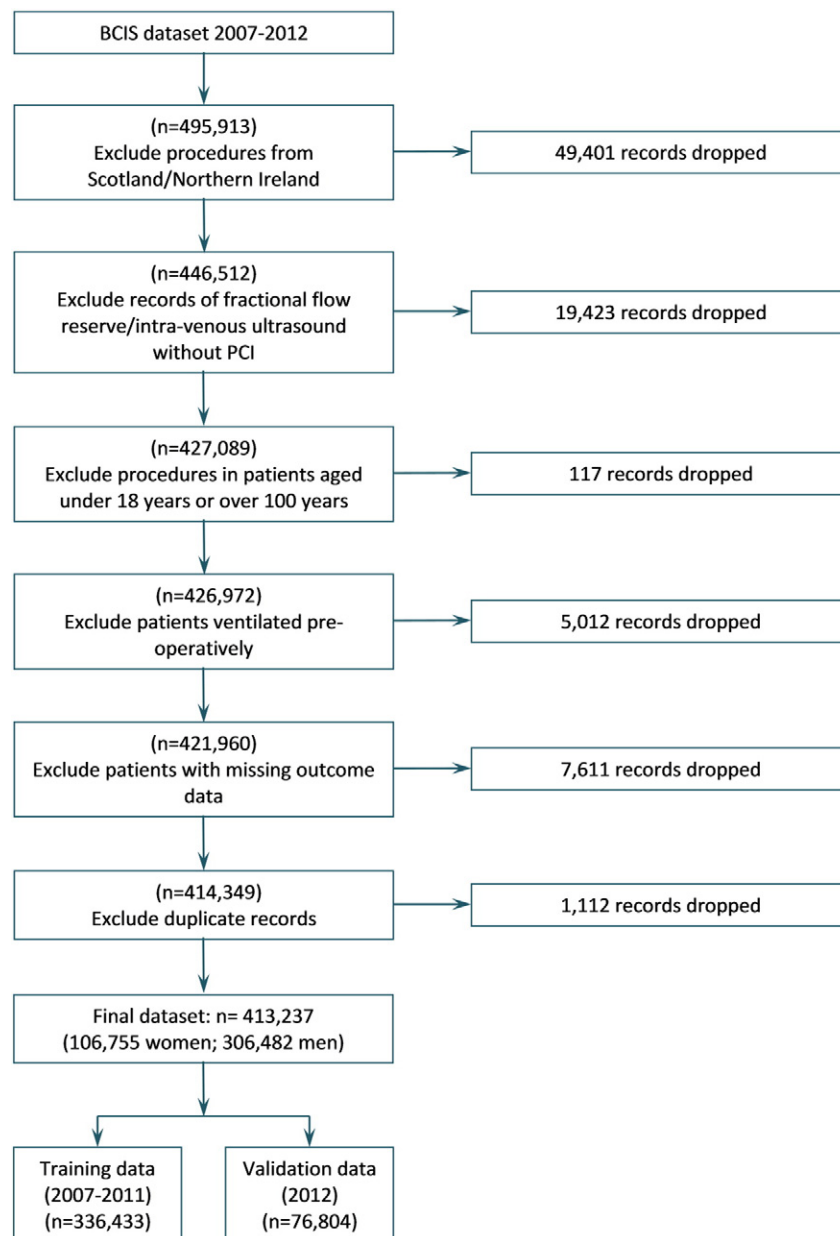 BCIS dataset 2007-2012
(n=495,913)
Exclude procedures from
Scotland/Northern Ireland
49,401 records dropped
(n=446,512)
Exclude records of fractional flow
reserve/intra-venous ultrasound
without PCI
19,423 records dropped
(n=427,089)
Exclude procedures in patients aged
under 18 years or over 100 years
117 records dropped
(n=426,972)
Exclude patients ventilated pre-
operatively
5,012 records dropped
(n=421,960)
Exclude patients with missing outcome
data
7,611 records dropped
(n=414,349)
Exclude duplicate records
1,112 records dropped
Final dataset: n= 413,237
(106,755 women; 306,482 men)
Training data
(2007-2011)
(n=336,433)
Validation data
(2012)
(n=76,804)